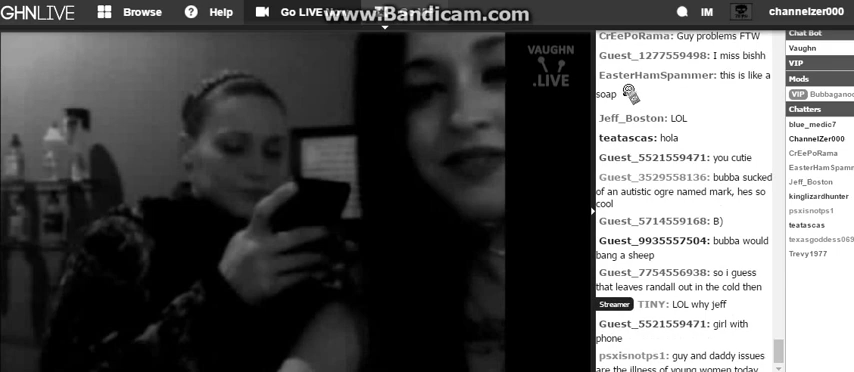 GHNLIVE
Browse
Help
Go LIVE
www.Bandicam.com
IM
channelzer000
VAUGHN
.LIVE
CrEePoRama: Guy problems FTW
Guest_1277559498: I miss bishh
EasterHamSpammer: this is like a
soap
Jeff_Boston: LOL
teatascas: hola
Guest_5521559471: you cutie
Guest_3529558136: bubba sucked
of an autistic ogre named mark, hes so
cool
Guest_5714559168: B)
Guest_9935557504: bubba would
bang a sheep
Guest_7754556938: so i guess
that leaves randall out in the cold then
Streamer TINY: LOL why jeff
Guest_5521559471: girl with
phone
psxisnotps1: guy and daddy issues
are the illness of young women today
Chat Bot
Vaughn
VIP
Mods
VIP Bubbaganoo
Chatters
blue_medic7
ChannelZer000
CrEePoRama
EasterHamSpamm
Jeff_Boston
kinglizardhunter
psxisnotps1
teatascas
texasgoddess069
Trevy1977